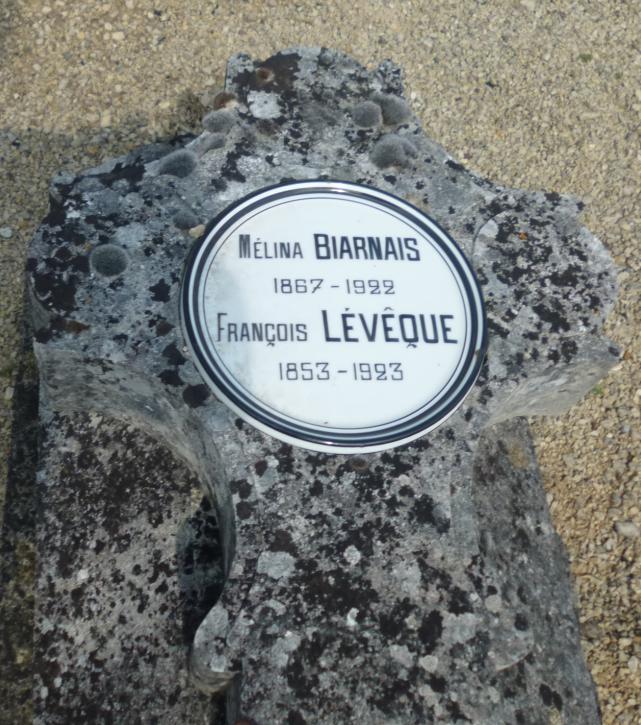 Mélina BIARNAIS
1867 - 1922
François LÉVÊQUE
1853 - 1923